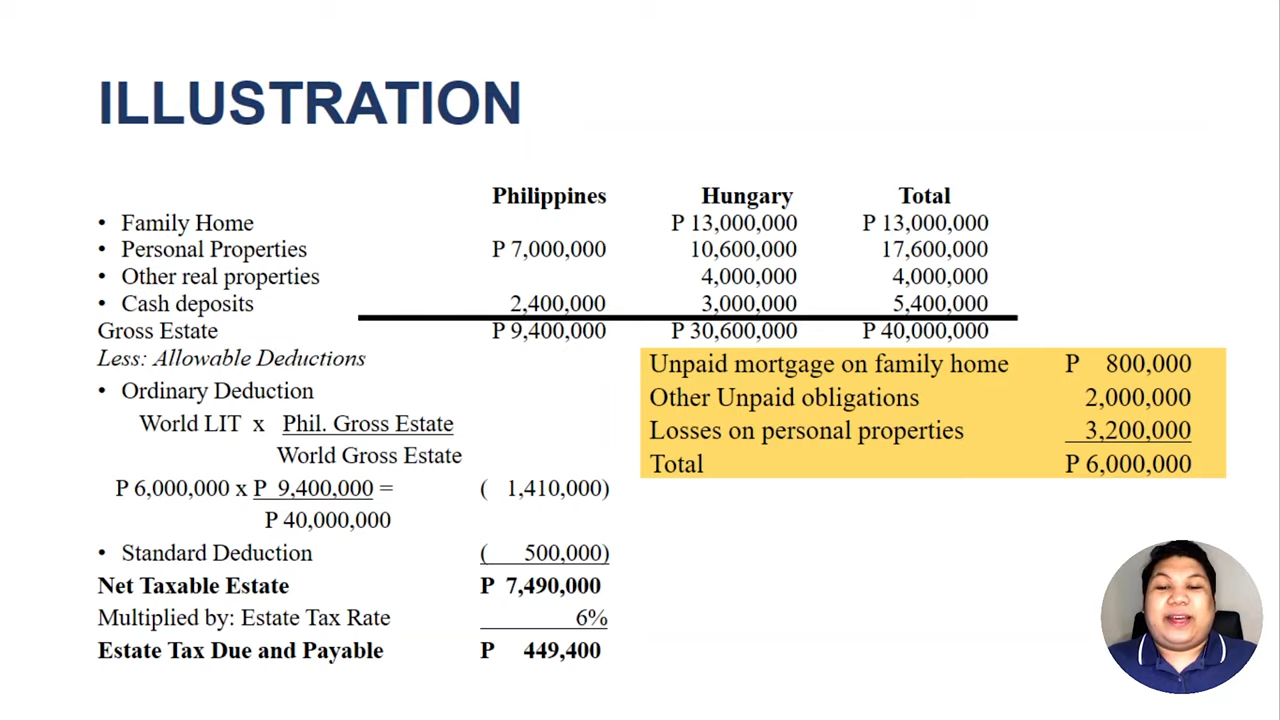 ILLUSTRATION
Philippines Hungary Total
• Family Home P 13,000,000 P 13,000,000
• Personal Properties P 7,000,000 10,600,000 17,600,000
• Other real properties 4,000,000 4,000,000
• Cash deposits 2,400,000 3,000,000 5,400,000
Gross Estate P 9,400,000 P 30,600,000 P 40,000,000
Less: Allowable Deductions
• Ordinary Deduction
World LIT x Phil. Gross Estate
World Gross Estate
P 6,000,000 x P 9,400,000 = ( 1,410,000)
P 40,000,000
• Standard Deduction ( 500,000)
Net Taxable Estate P 7,490,000
Multiplied by: Estate Tax Rate 6%
Estate Tax Due and Payable P 449,400
Unpaid mortgage on family home P 800,000
Other Unpaid obligations 2,000,000
Losses on personal properties 3,200,000
Total P 6,000,000